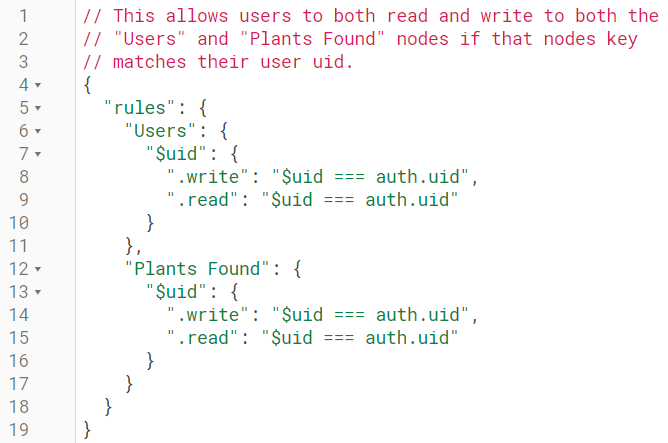 1 // This allows users to both read and write to both the
2 // "Users" and "Plants Found" nodes if that nodes key
3 // matches their user uid.
4 {
5 "rules": {
6 "Users": {
7 "$uid": {
8 ".write": "$uid === auth.uid",
9 ".read": "$uid === auth.uid"
10 }
11 },
12 "Plants Found": {
13 "$uid": {
14 ".write": "$uid === auth.uid",
15 ".read": "$uid === auth.uid"
16 }
17 }
18 }
19 }